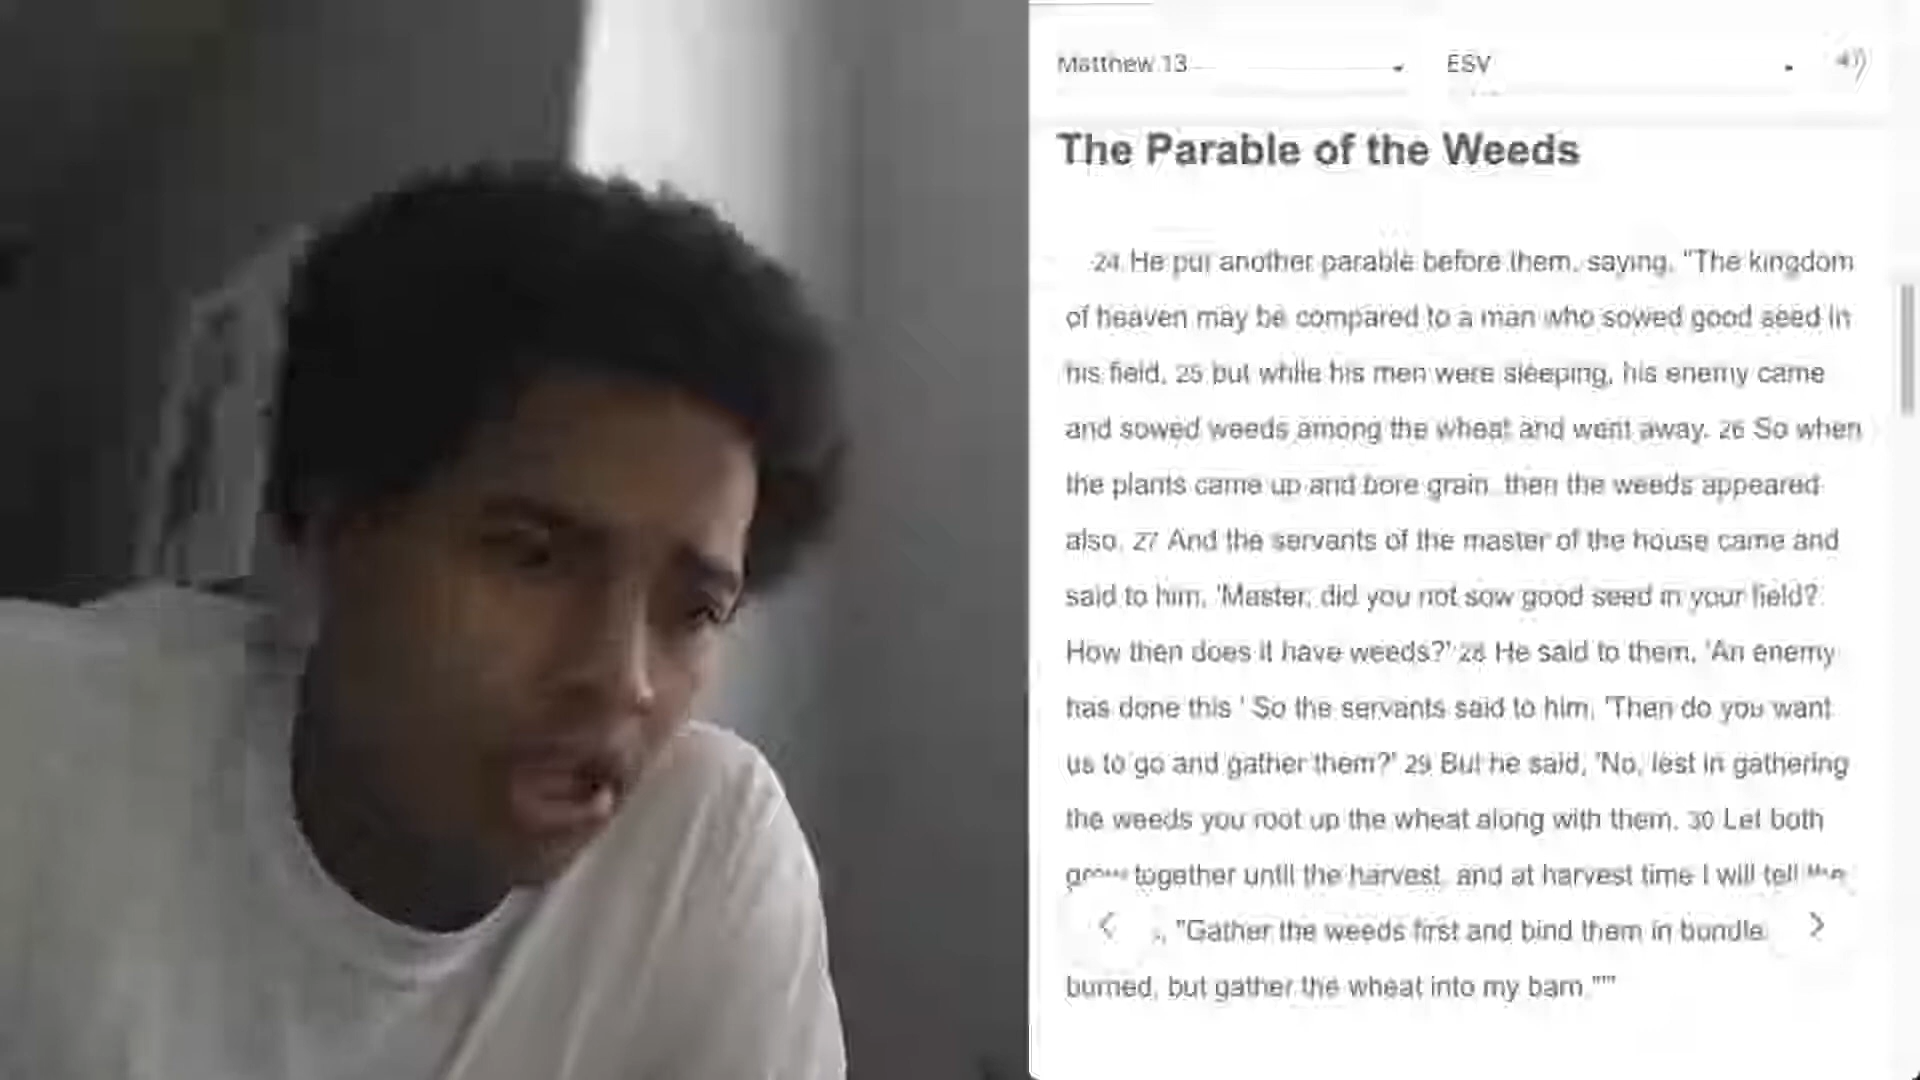 Matthew 13
ESV
The Parable of the Weeds
24 He put another parable before them, saying, "The kingdom
of heaven may be compared to a man who sowed good seed in
his field, 25 but while his men were sleeping, his enemy came
and sowed weeds among the wheat and went away. 26 So when
the plants came up and bore grain, then the weeds appeared
also. 27 And the servants of the master of the house came and
said to him, 'Master, did you not sow good seed in your field?
How then does it have weeds?' 28 He said to them, 'An enemy
has done this.' So the servants said to him, 'Then do you want
us to go and gather them?' 29 But he said, 'No, lest in gathering
the weeds you root up the wheat along with them. 30 Let both
together until the harvest, and at harvest time I will tell
"Gather the weeds first and bind them in
burned, but gather the wheat into my barn."'"